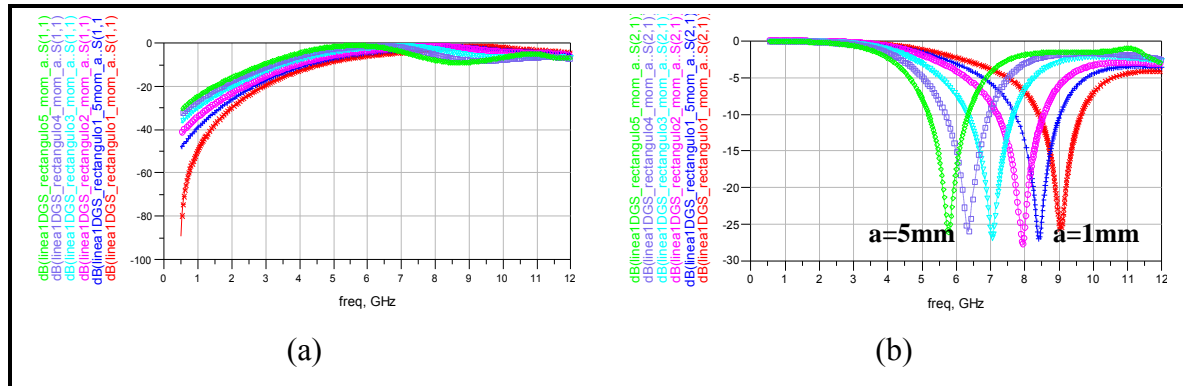 dB(linea1DGS_rectangulo5_mom_a..S(1,1)
dB(linea1DGS_rectangulo4_mom_a..S(1,1)
dB(linea1DGS_rectangulo3_mom_a..S(1,1)
dB(linea1DGS_rectangulo2_mom_a..S(1,1)
dB(linea1DGS_rectangulo1_5mom_a..S(1,1)
dB(linea1DGS_rectangulo1_mom_a..S(1,1)
0
-20
-40
-60
-80
-100
0 1 2 3 4 5 6 7 8 9 10 11 12
freq, GHz
(a)
dB(linea1DGS_rectangulo5_mom_a..S(2,1)
dB(linea1DGS_rectangulo4_mom_a..S(2,1)
dB(linea1DGS_rectangulo3_mom_a..S(2,1)
dB(linea1DGS_rectangulo2_mom_a..S(2,1)
dB(linea1DGS_rectangulo1_5mom_a..S(2,1)
dB(linea1DGS_rectangulo1_mom_a..S(2,1)
0
-5
-10
-15
-20
-25
-30
a=5mm a=1mm
0 1 2 3 4 5 6 7 8 9 10 11 12
freq, GHz
(b)